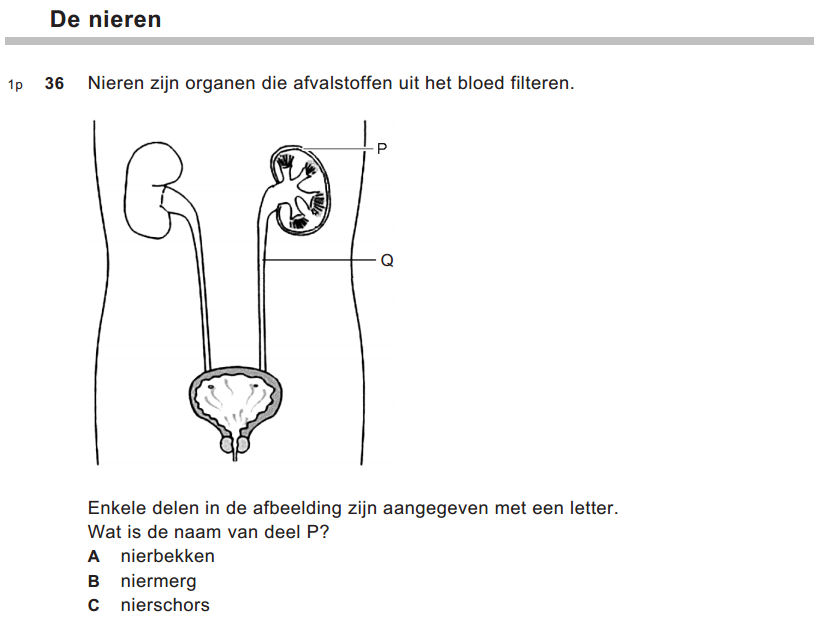 De nieren
1p 36 Nieren zijn organen die afvalstoffen uit het bloed filteren.
P
Q
Enkele delen in de afbeelding zijn aangegeven met een letter.
Wat is de naam van deel P?
A nierbekken
B niermerg
C nierschors